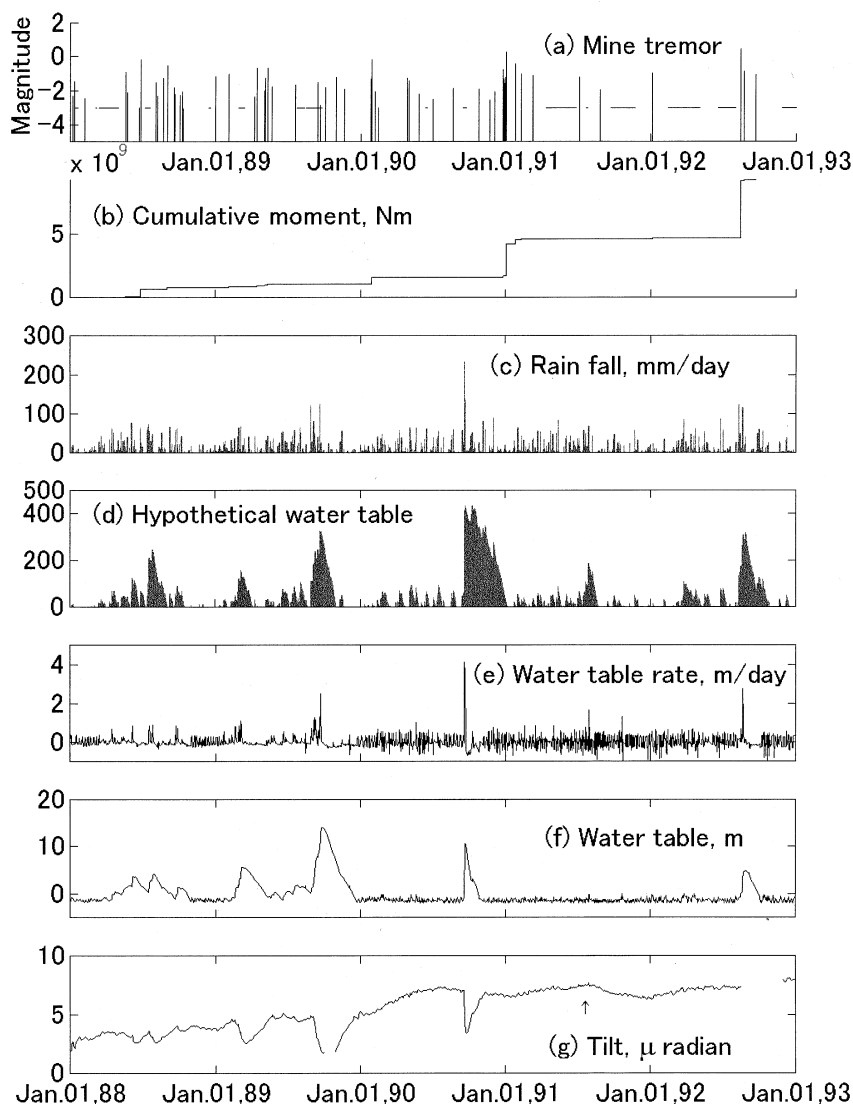 2
0
−2
−4
Magnitude
(a) Mine tremor
x 10⁹
Jan.01,89
Jan.01,90
Jan.01,91
Jan.01,92
Jan.01,93
(b) Cumulative moment, Nm
5
0
300
200
100
0
(c) Rain fall, mm/day
500
400
200
0
(d) Hypothetical water table
4
2
0
(e) Water table rate, m/day
20
10
0
(f) Water table, m
10
5
0
(g) Tilt, μ radian
Jan.01,88
Jan.01,89
Jan.01,90
Jan.01,91
Jan.01,92
Jan.01,93